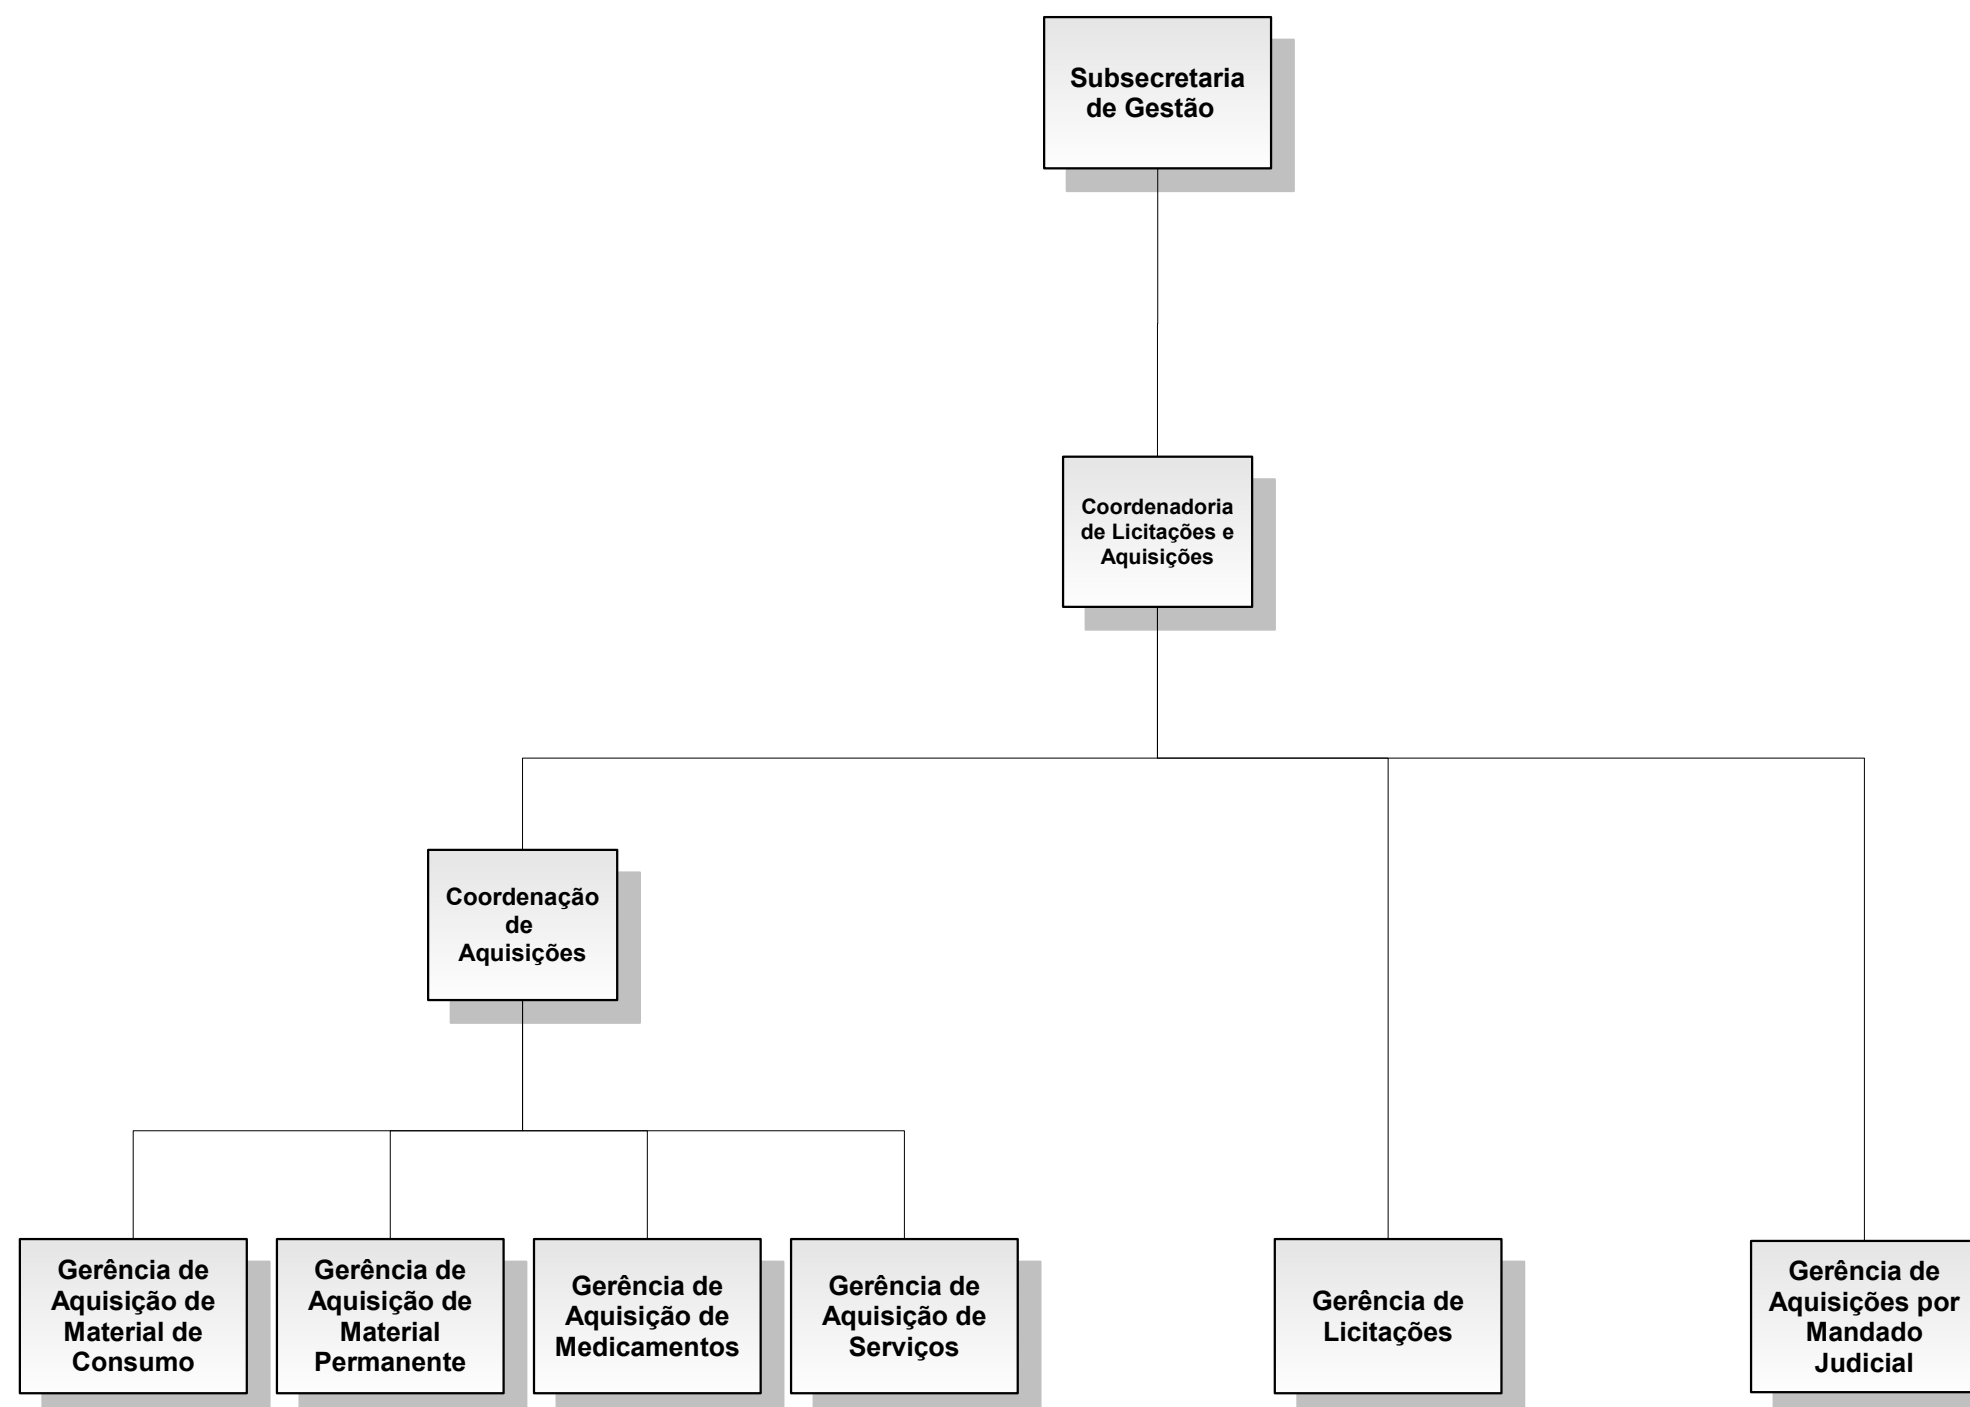 Subsecretaria
de Gestão
Coordenadoria
de Licitações e
Aquisições
Coordenação
de
Aquisições
Gerência de
Aquisição de
Material de
Consumo
Gerência de
Aquisição de
Material
Permanente
Gerência de
Aquisição de
Medicamentos
Gerência de
Aquisição de
Serviços
Gerência de
Licitações
Gerência de
Aquisições por
Mandado
Judicial